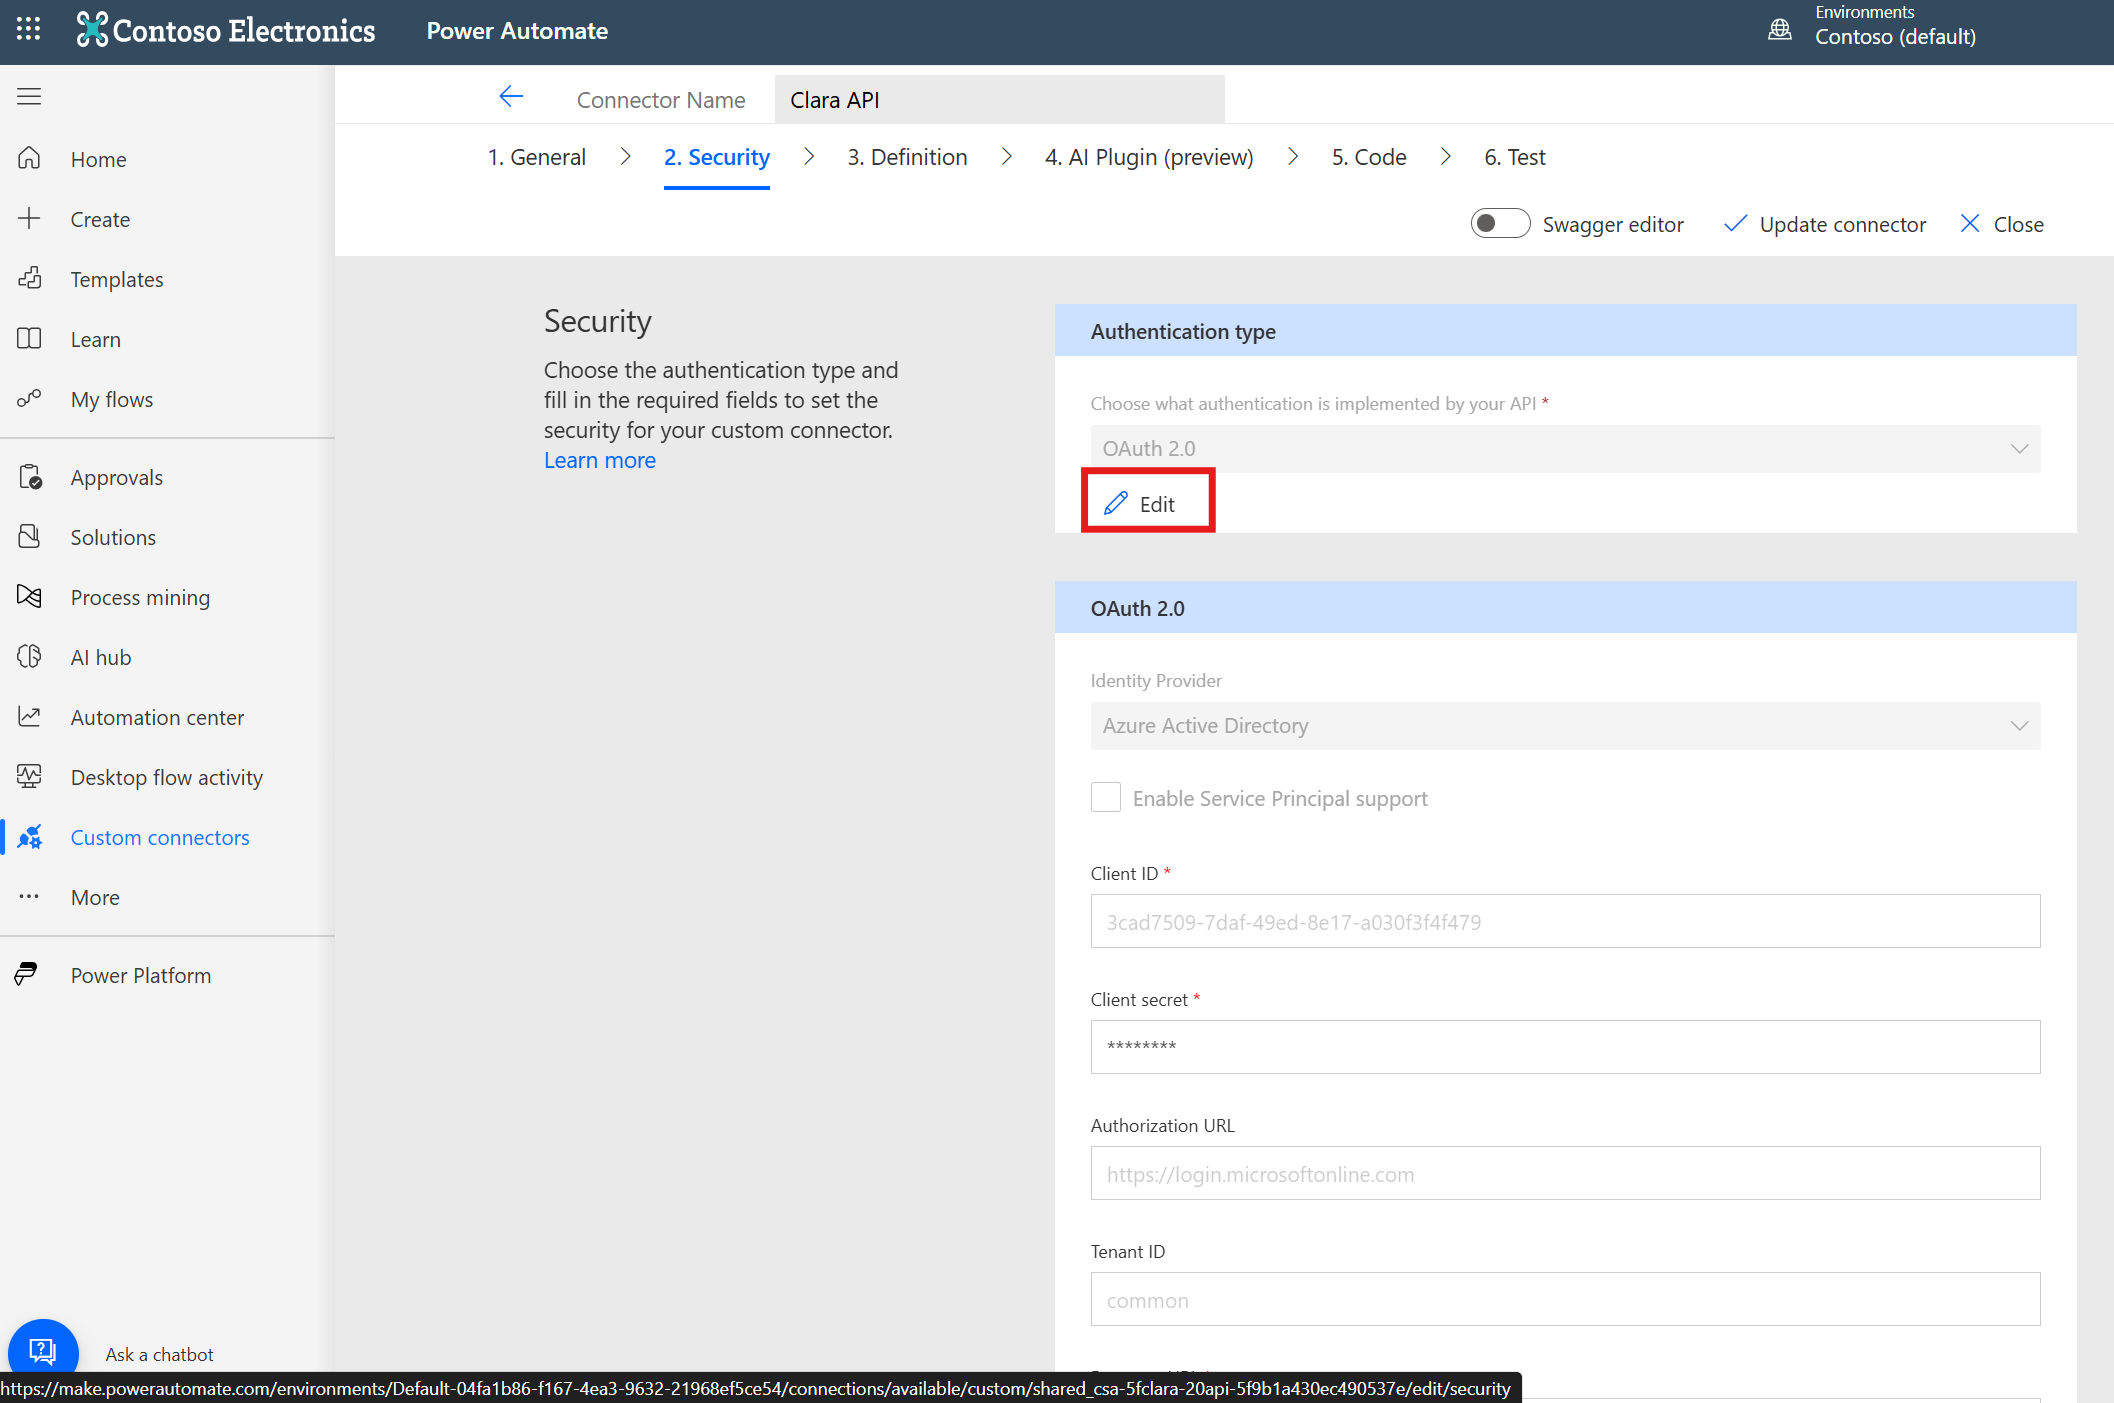 Contoso Electronics
Power Automate
Environments
Contoso (default)
Connector Name
Clara API
1. General
2. Security
3. Definition
4. AI Plugin (preview)
5. Code
6. Test
Swagger editor
Update connector
Close
Home
Create
Templates
Learn
My flows
Approvals
Solutions
Process mining
AI hub
Automation center
Desktop flow activity
Custom connectors
More
Power Platform
Ask a chatbot
Security
Choose the authentication type and
fill in the required fields to set the
security for your custom connector.
Learn more
Authentication type
Choose what authentication is implemented by your API *
OAuth 2.0
Edit
OAuth 2.0
Identity Provider
Azure Active Directory
Enable Service Principal support
Client ID *
3cad7509-7daf-49ed-8e17-a030f3f4f479
Client secret *
********
Authorization URL
https://login.microsoftonline.com
Tenant ID
common
https://make.powerautomate.com/environments/Default-04fa1b86-f167-4ea3-9632-21968ef5ce54/connections/available/custom/shared_csa-5fclara-20api-5f9b1a430ec490537e/edit/security